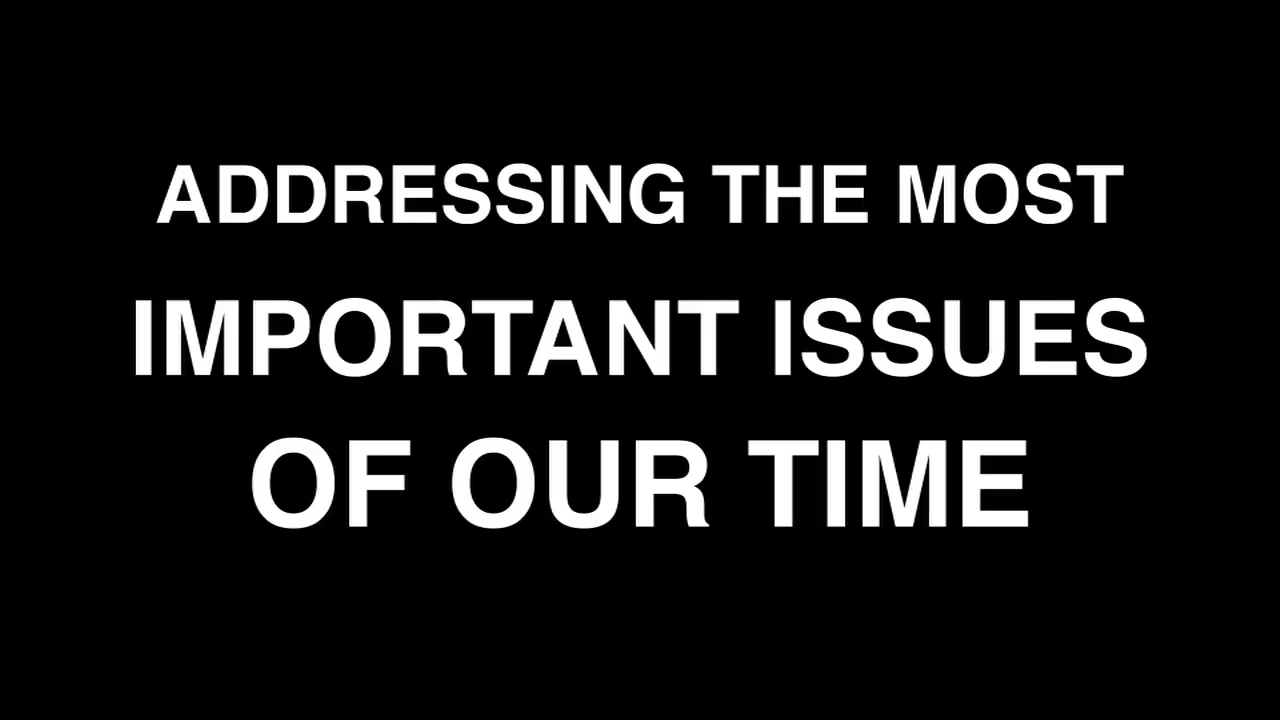 ADDRESSING THE MOST
IMPORTANT ISSUES
OF OUR TIME